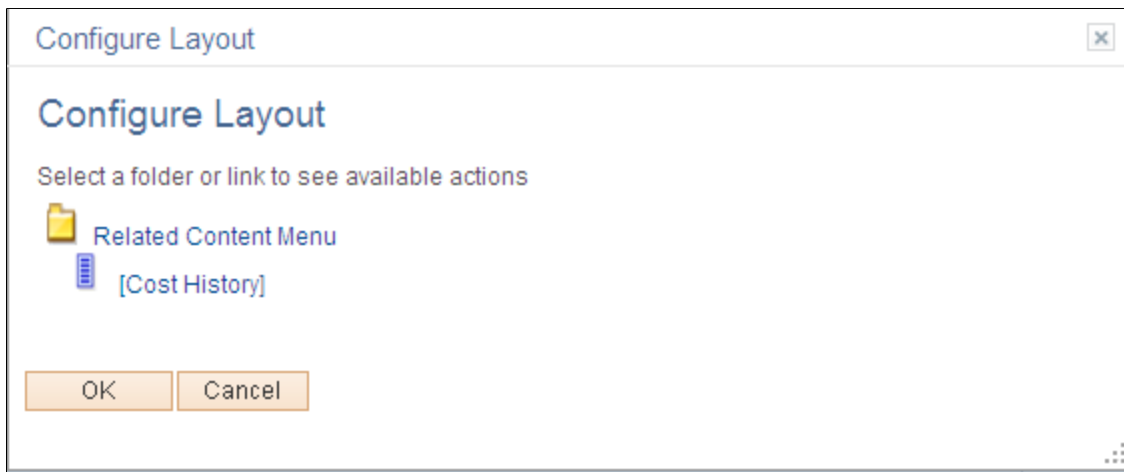 Configure Layout
Configure Layout
Select a folder or link to see available actions
Related Content Menu
[Cost History]
OK Cancel